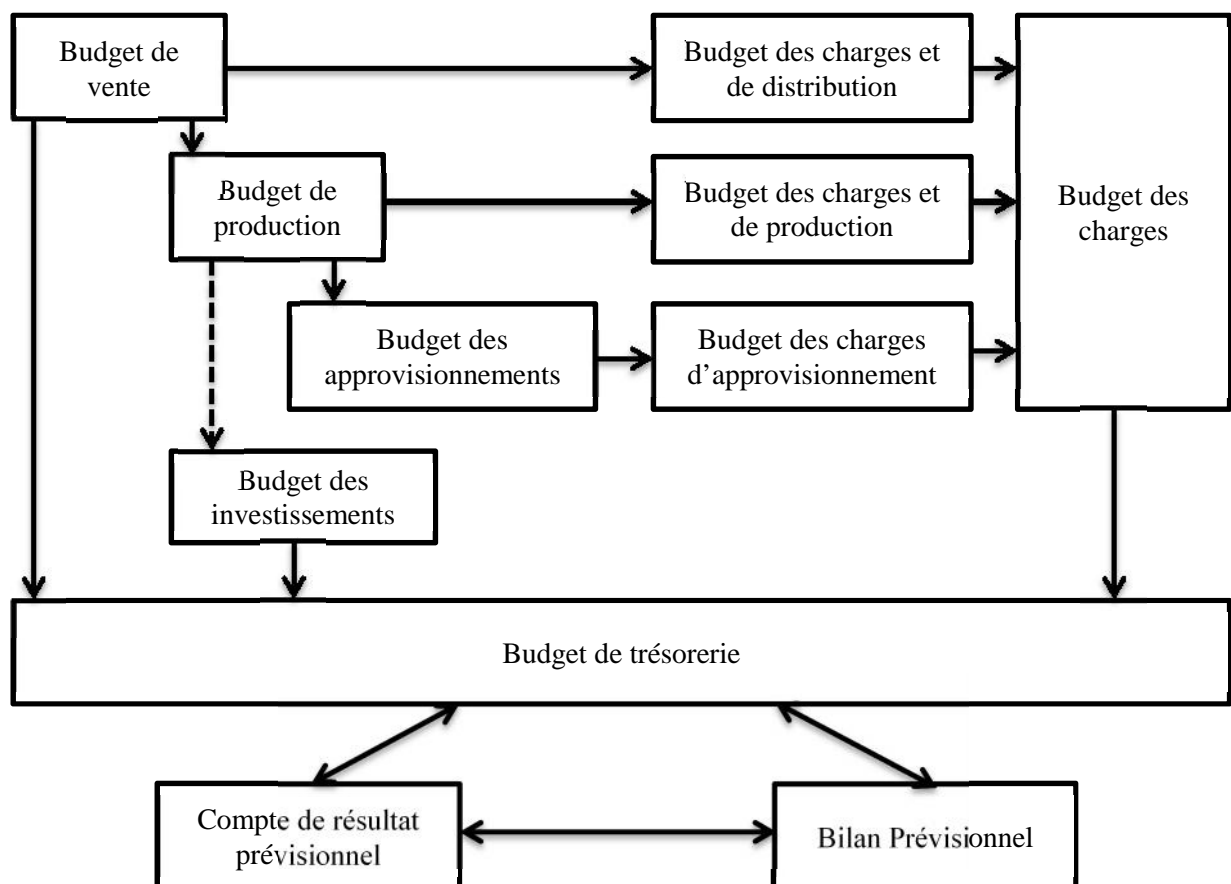 Budget de
vente
Budget des charges et
de distribution
Budget de
production
Budget des charges et
de production
Budget des
charges
Budget des
approvisionnements
Budget des charges
d’approvisionnement
Budget des
investissements
Budget de trésorerie
Compte de résultat
prévisionnel
Bilan Prévisionnel